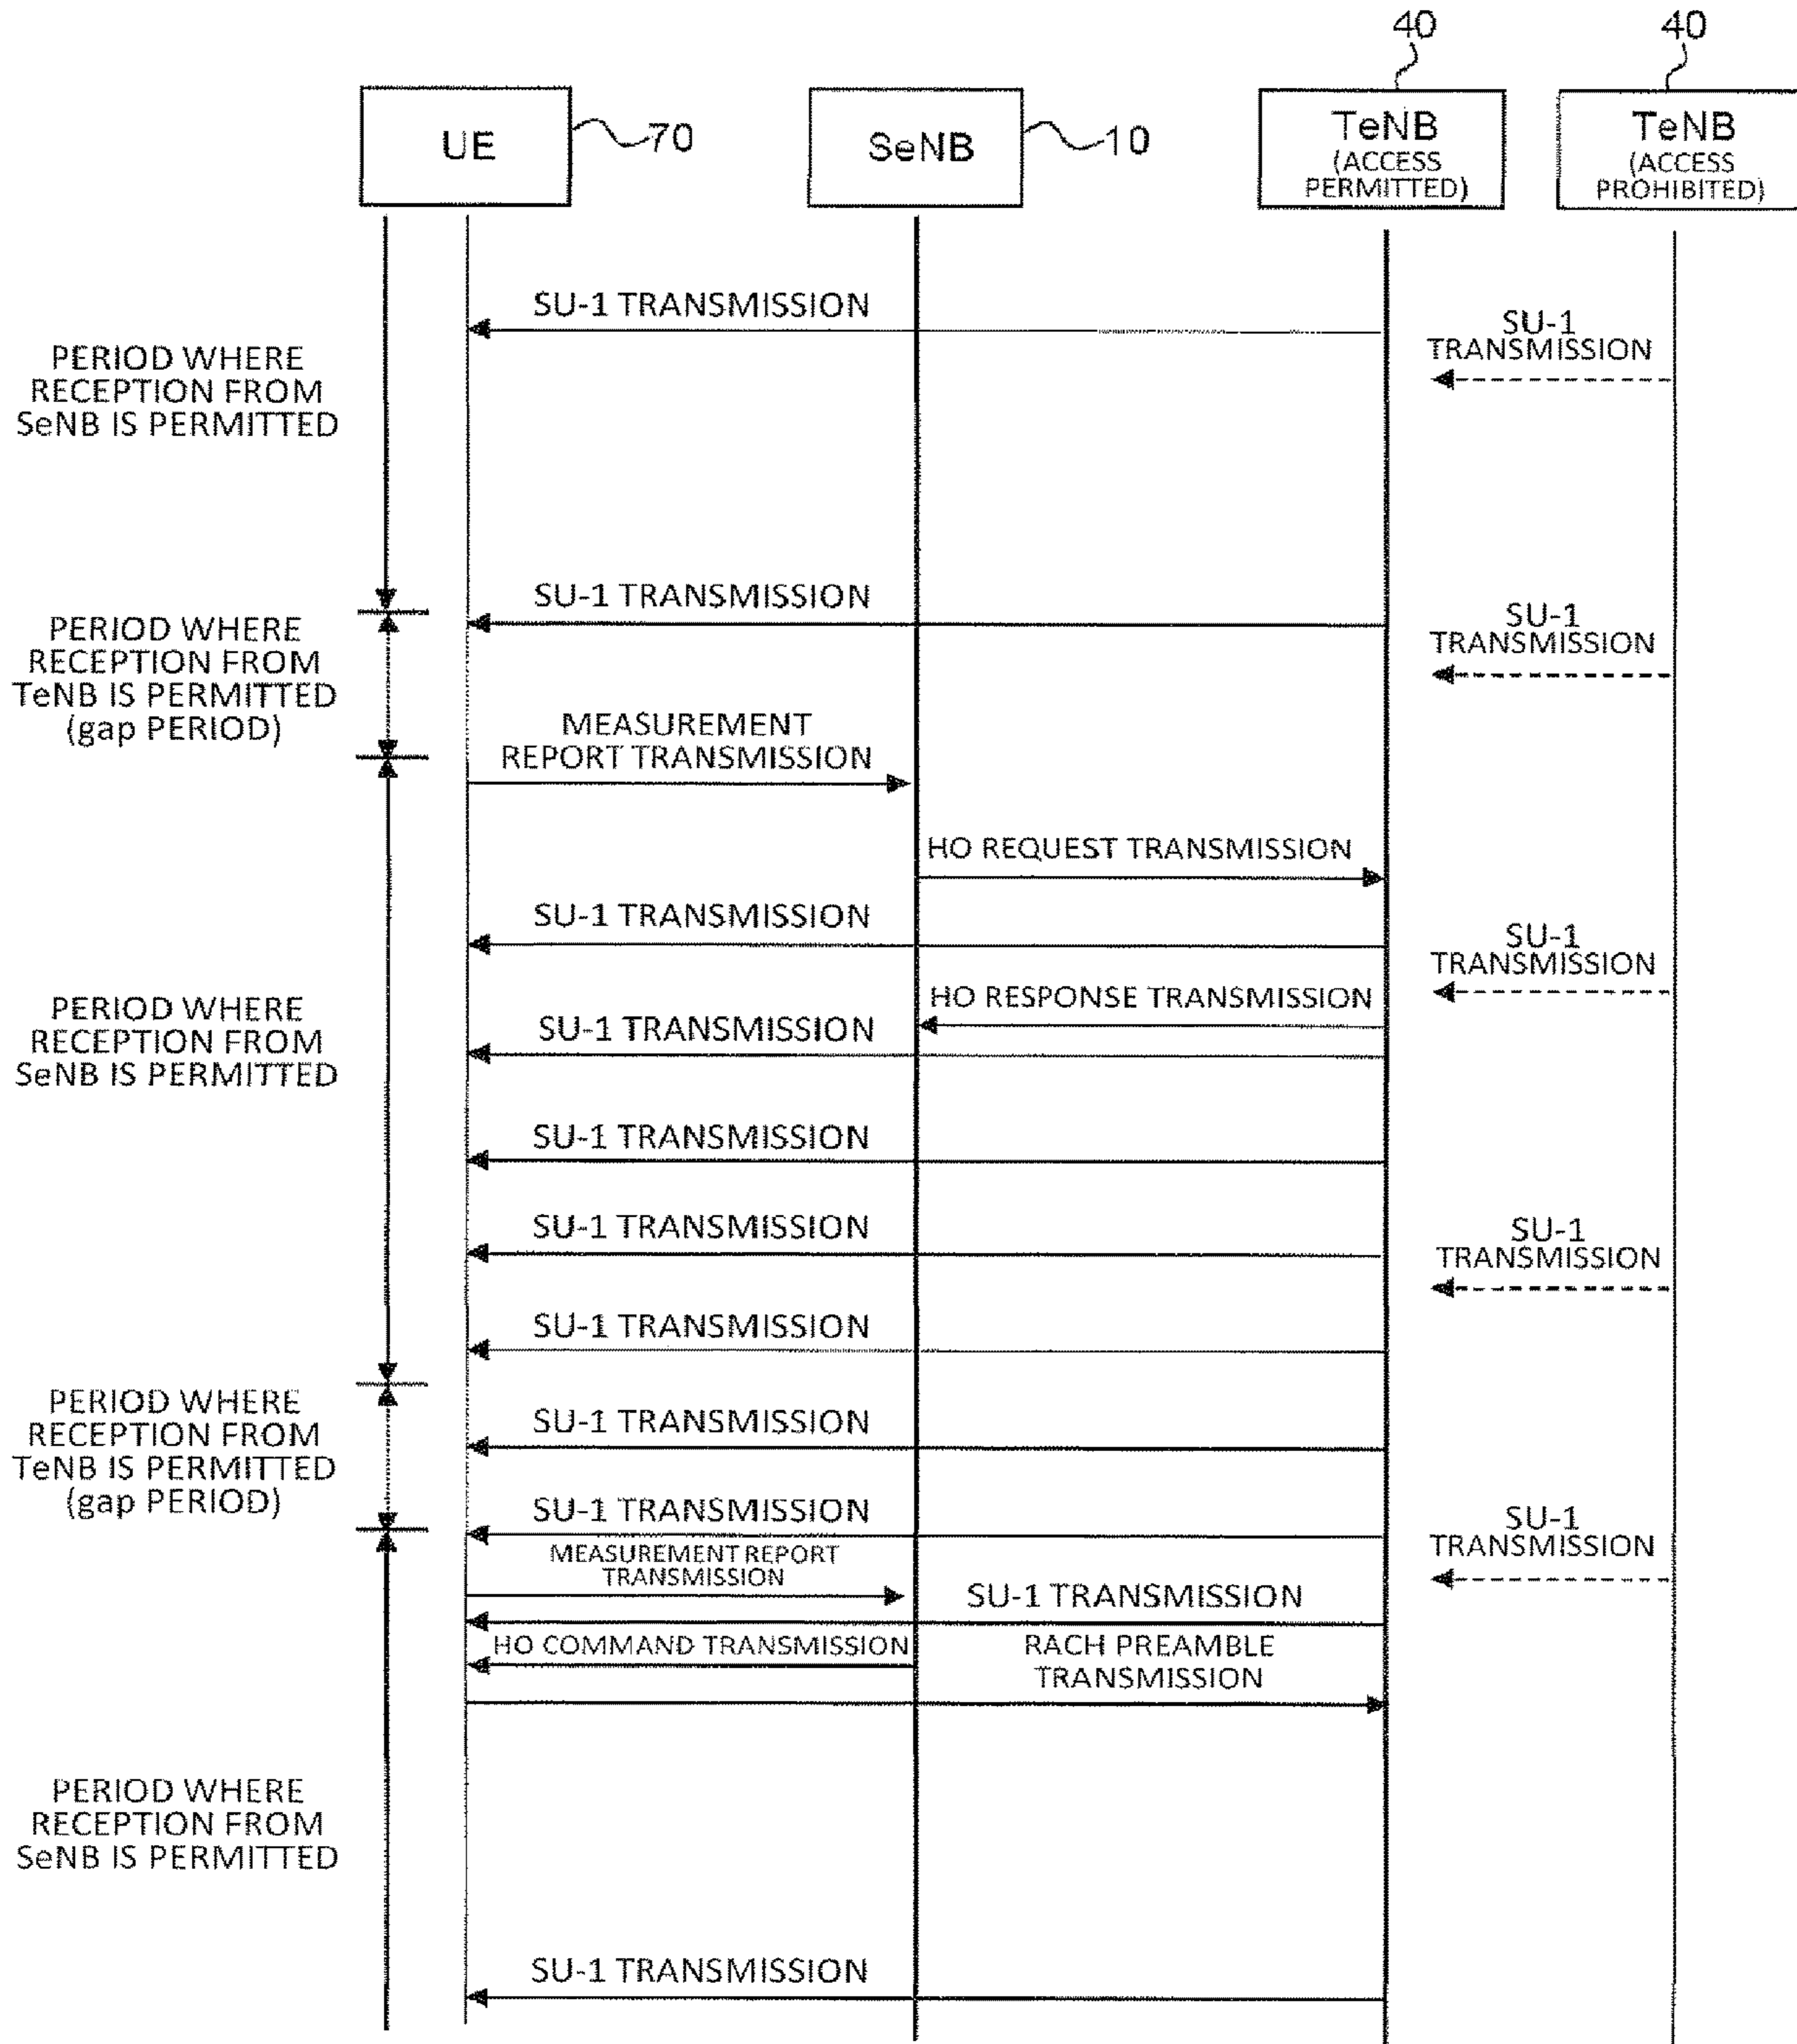 40
40
UE
70
SeNB
10
TeNB
(ACCESS
PERMITTED)
TeNB
(ACCESS
PROHIBITED)
SU-1 TRANSMISSION
SU-1
TRANSMISSION
PERIOD WHERE
RECEPTION FROM
SeNB IS PERMITTED
SU-1 TRANSMISSION
SU-1
TRANSMISSION
PERIOD WHERE
RECEPTION FROM
TeNB IS PERMITTED
(gap PERIOD)
MEASUREMENT
REPORT TRANSMISSION
HO REQUEST TRANSMISSION
SU-1 TRANSMISSION
SU-1
TRANSMISSION
HO RESPONSE TRANSMISSION
PERIOD WHERE
RECEPTION FROM
SeNB IS PERMITTED
SU-1 TRANSMISSION
SU-1 TRANSMISSION
SU-1 TRANSMISSION
SU-1
TRANSMISSION
SU-1 TRANSMISSION
PERIOD WHERE
RECEPTION FROM
TeNB IS PERMITTED
(gap PERIOD)
SU-1 TRANSMISSION
SU-1 TRANSMISSION
SU-1
TRANSMISSION
MEASUREMENT REPORT
TRANSMISSION
SU-1 TRANSMISSION
HO COMMAND TRANSMISSION
RACH PREAMBLE
TRANSMISSION
PERIOD WHERE
RECEPTION FROM
SeNB IS PERMITTED
SU-1 TRANSMISSION